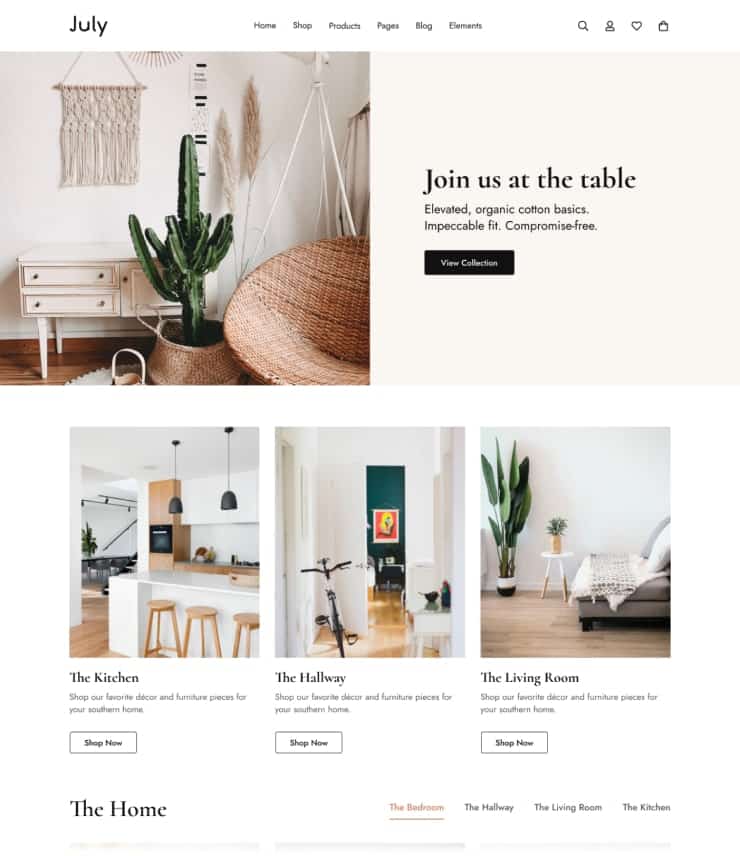 July
Home Shop Products Pages Blog Elements
Join us at the table
Elevated, organic cotton basics.
Impeccable fit. Compromise-free.
View Collection
The Kitchen
Shop our favorite décor and furniture pieces for
your southern home.
Shop Now
The Hallway
Shop our favorite décor and furniture pieces for
your southern home.
Shop Now
The Living Room
Shop our favorite décor and furniture pieces for
your southern home.
Shop Now
The Home
The Bedroom The Hallway The Living Room The Kitchen